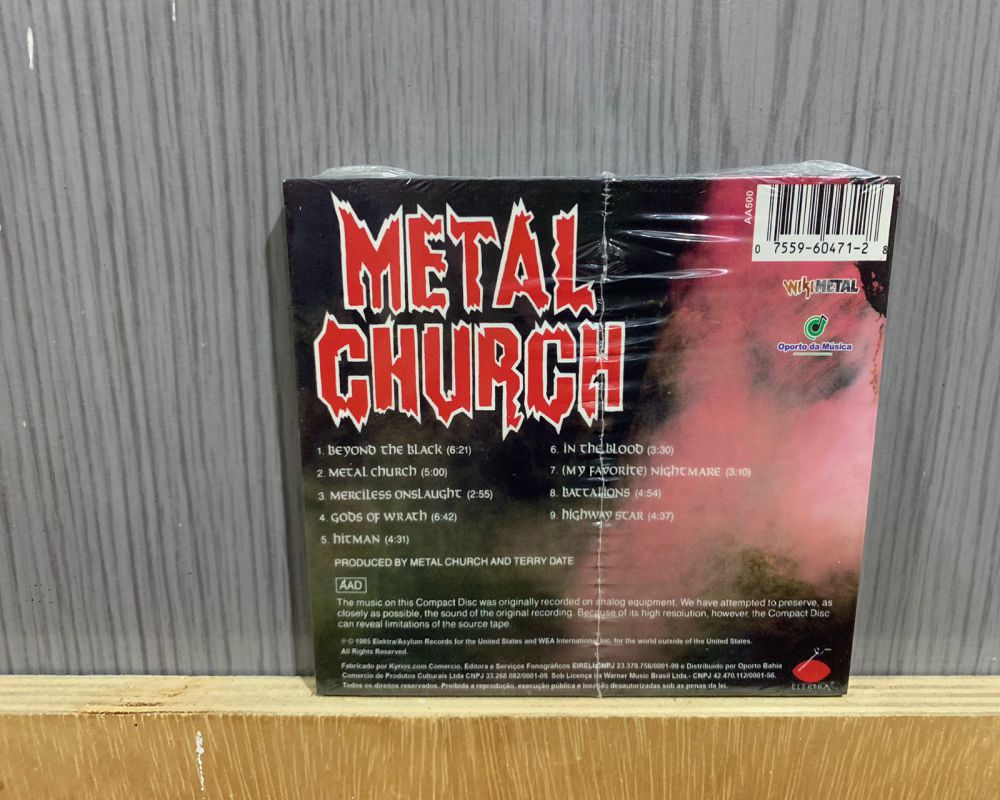 METAL
CHURCH
AA500
0 7559-60471-2 8
WIKIMETAL
Oporto da Música
1. BEYOND THE BLACK (6:21)
2. METAL CHURCH (5:00)
3. MERCILESS ONSLAUGHT (2:55)
4. GODS OF WRATH (6:42)
5. HITMAN (4:31)
6. IN THE BLOOD (3:30)
7. (MY FAVORITE) NIGHTMARE (3:10)
8. BATTALIONS (4:54)
9. HIGHWAY STAR (4:37)
PRODUCED BY METAL CHURCH AND TERRY DATE
AAD
The music on this Compact Disc was originally recorded on analog equipment. We have attempted to preserve, as
closely as possible, the sound of the original recording. Because of its high resolution, however, the Compact Disc
can reveal limitations of the source tape.
℗ © 1985 Elektra/Asylum Records for the United States and WEA International Inc. for the world outside of the United States.
All Rights Reserved.
Fabricado por Kyrios.com Comercio, Editora e Serviços Fonográficos EIRELI CNPJ 23.379.756/0001-99 e Distribuido por Oporto Bahia
Comercio de Produtos Culturais Ltda CNPJ 33.268.082/0001-09. Sob Licença da Warner Music Brasil Ltda.- CNPJ 42.470.112/0001-56.
Todos os direitos reservados. Proibida a reprodução, execução pública e locação desautorizadas sob as penas da lei.
ELEKTRA